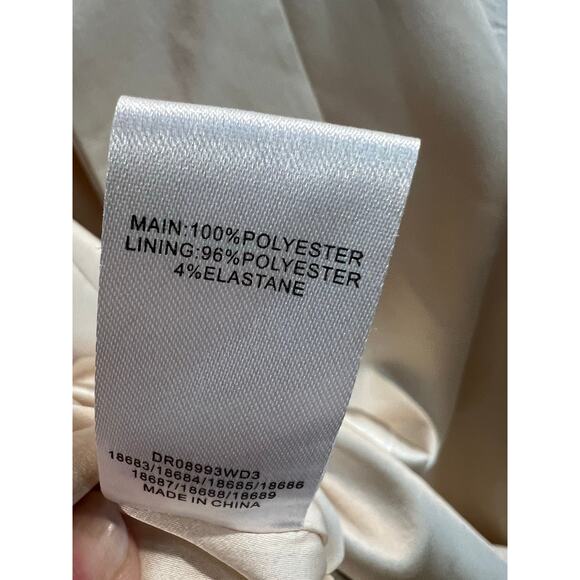 MAIN:100%POLYESTER
LINING:96%POLYESTER
4%ELASTANE
DR08993WD3
18683/18684/18685/18686
18687/18688/18689
MADE IN CHINA